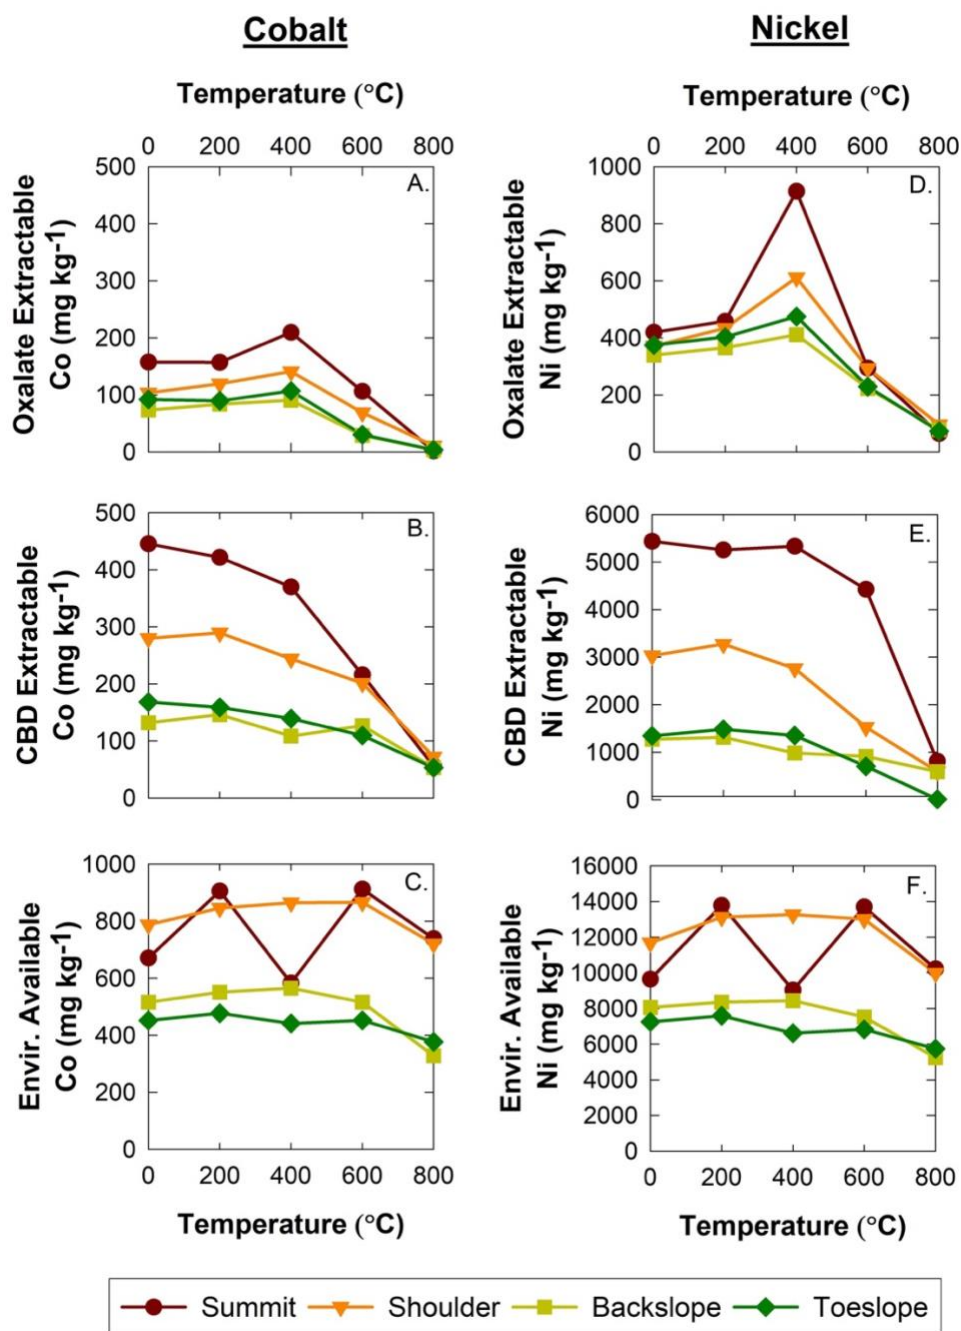 Cobalt
Nickel
Temperature (°C)
Temperature (°C)
0 200 400 600 800
0 200 400 600 800
Oxalate Extractable
Co (mg kg-1)
500
400
300
200
100
0
A.
Oxalate Extractable
Ni (mg kg-1)
1000
800
600
400
200
0
D.
CBD Extractable
Co (mg kg-1)
500
400
300
200
100
0
B.
CBD Extractable
Ni (mg kg-1)
6000
5000
4000
3000
2000
1000
0
E.
Envir. Available
Co (mg kg-1)
1000
800
600
400
200
0
C.
Envir. Available
Ni (mg kg-1)
16000
14000
12000
10000
8000
6000
4000
2000
0
F.
0 200 400 600 800
0 200 400 600 800
Temperature (°C)
Temperature (°C)
Summit Shoulder Backslope Toeslope